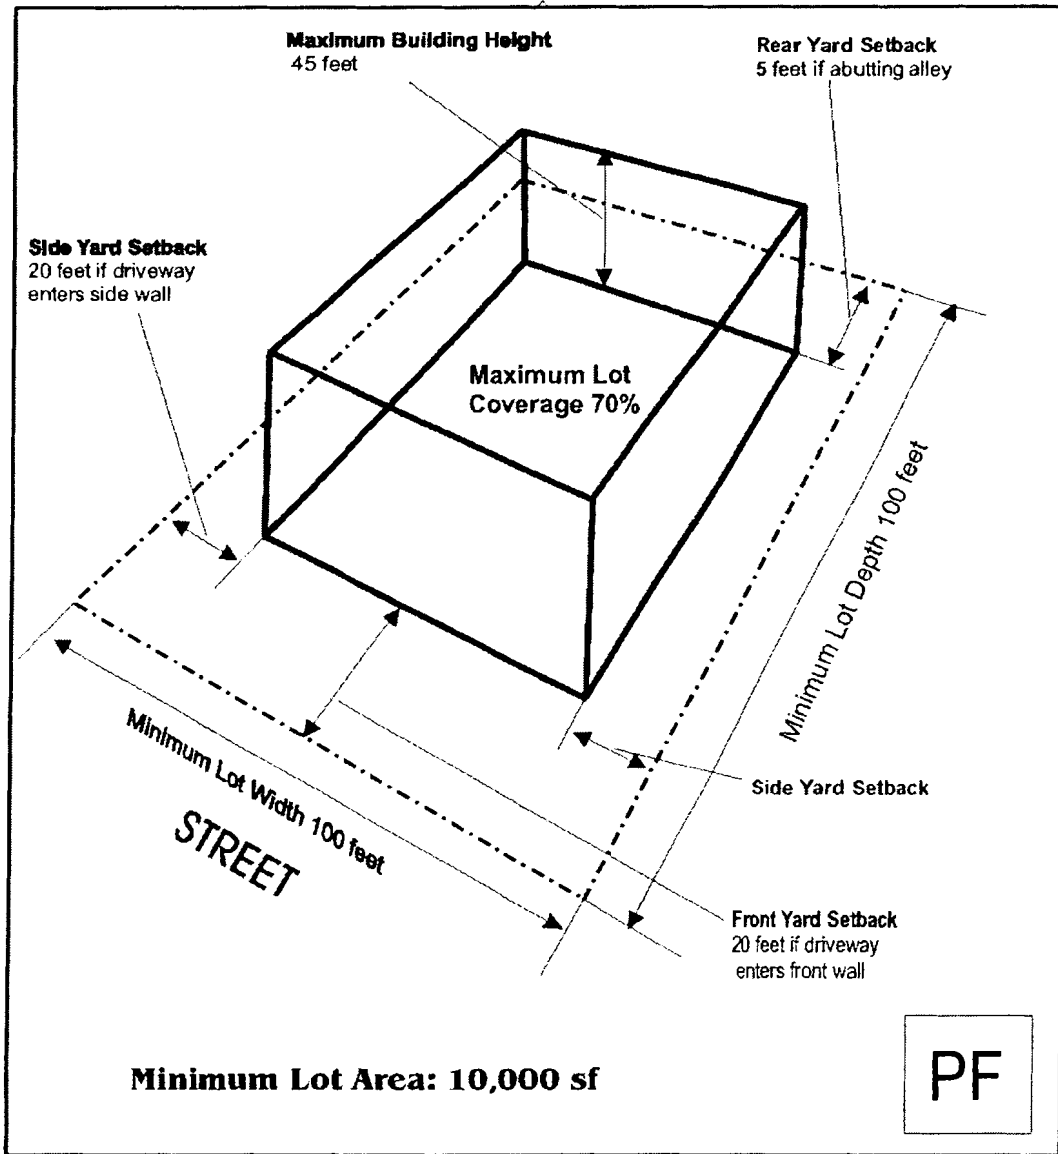 Maximum Building Height
45 feet
Rear Yard Setback
5 feet if abutting alley
Side Yard Setback
20 feet if driveway
enters side wall
Maximum Lot
Coverage 70%
Minimum Lot Depth 100 feet
Minimum Lot Width 100 feet
STREET
Side Yard Setback
Front Yard Setback
20 feet if driveway
enters front wall
Minimum Lot Area: 10,000 sf
PF